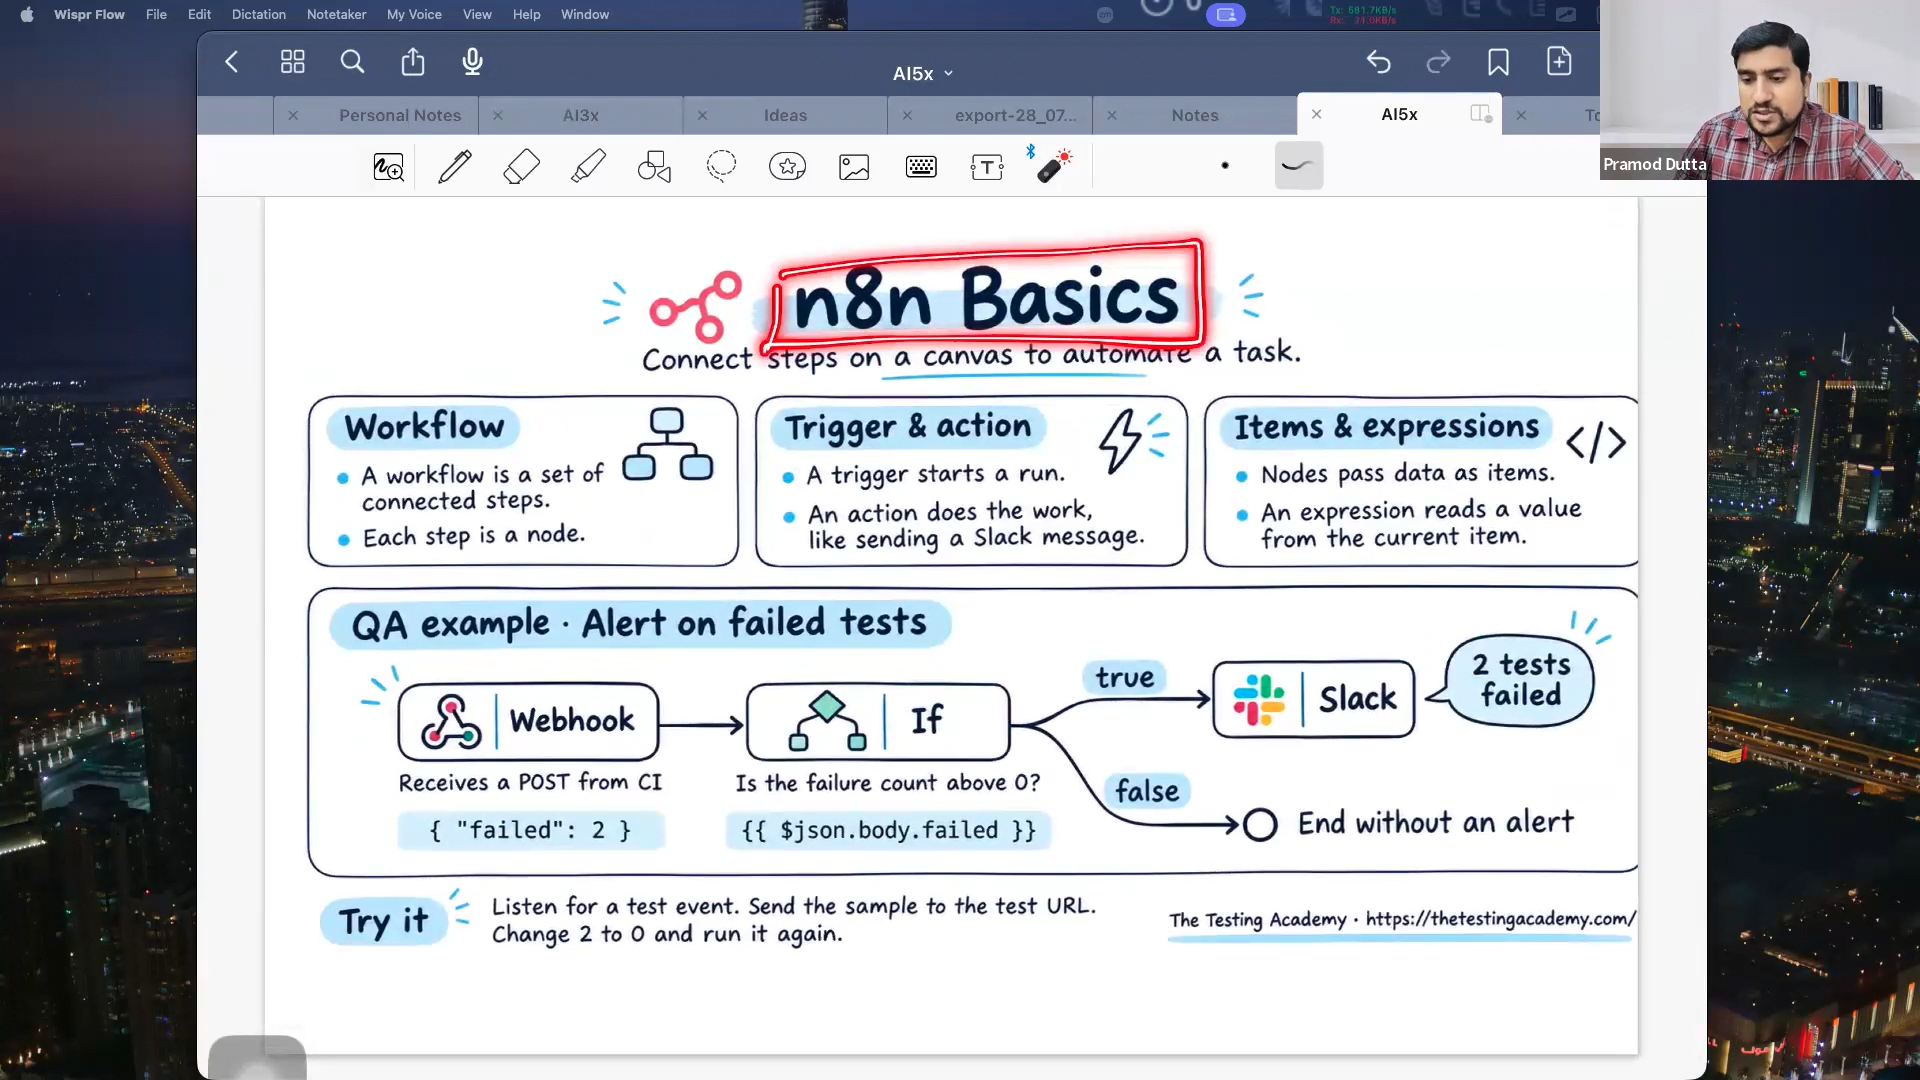 Wispr Flow File Edit Dictation Notetaker My Voice View Help Window
Tx: 581.7KB/s
Rx: 21.0KB/s
AI5x
Personal Notes AI3x Ideas export-28_07... Notes AI5x
Pramod Dutta
n8n Basics
Connect steps on a canvas to automate a task.
Workflow
A workflow is a set of
connected steps.
Each step is a node.
Trigger & action
A trigger starts a run.
An action does the work,
like sending a Slack message.
Items & expressions
</>
Nodes pass data as items.
An expression reads a value
from the current item.
QA example · Alert on failed tests
Webhook
Receives a POST from CI
{ "failed": 2 }
If
Is the failure count above 0?
{{ $json.body.failed }}
true
Slack
2 tests
failed
false
End without an alert
Try it
Listen for a test event. Send the sample to the test URL.
Change 2 to 0 and run it again.
The Testing Academy · https://thetestingacademy.com/